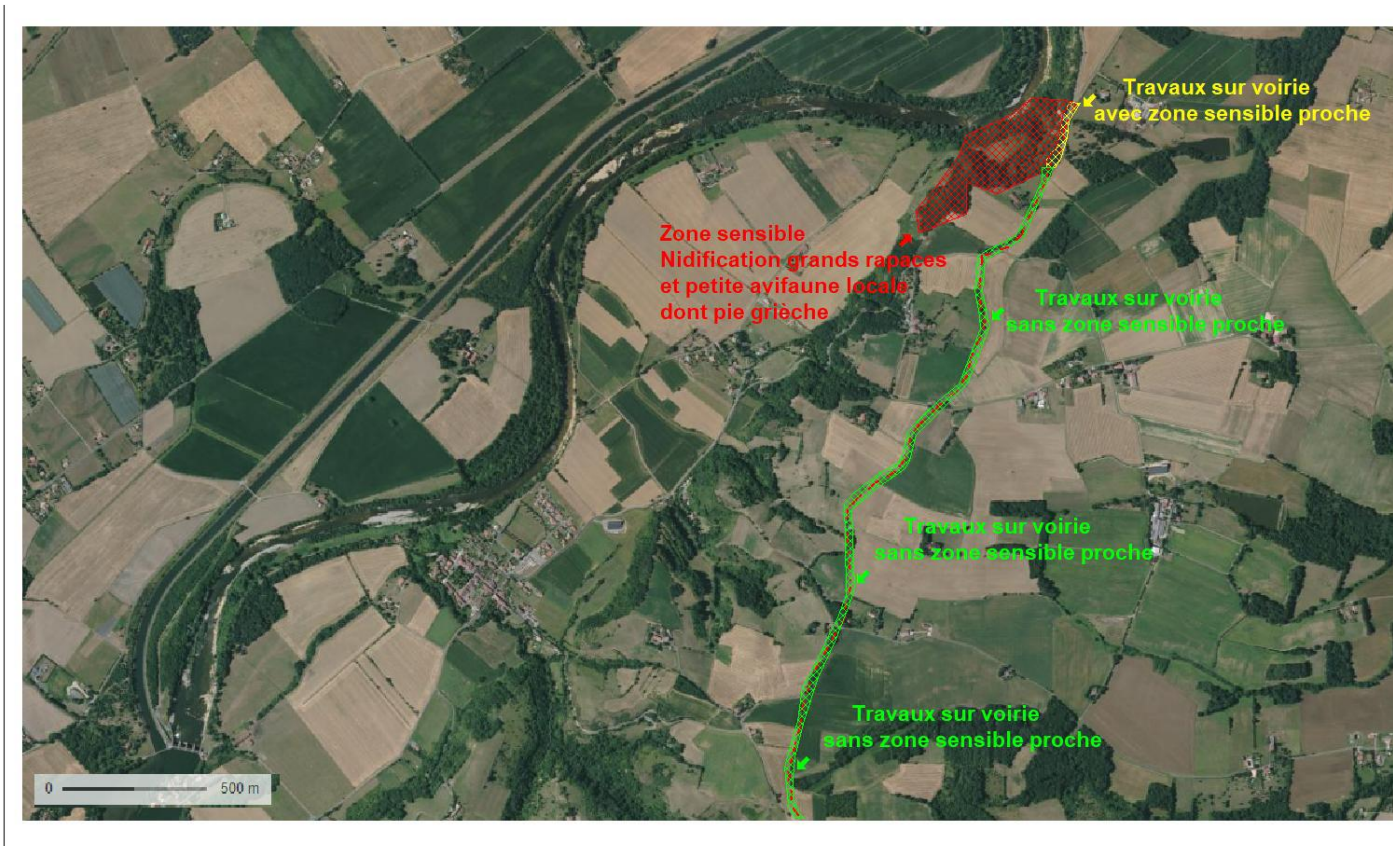 Travaux sur voirie
avec zone sensible proche
Zone sensible
Nidification grands rapaces
et petite avifaune locale
dont pie grièche
Travaux sur voirie
sans zone sensible proche
Travaux sur voirie
sans zone sensible proche
Travaux sur voirie
sans zone sensible proche
0 500 m